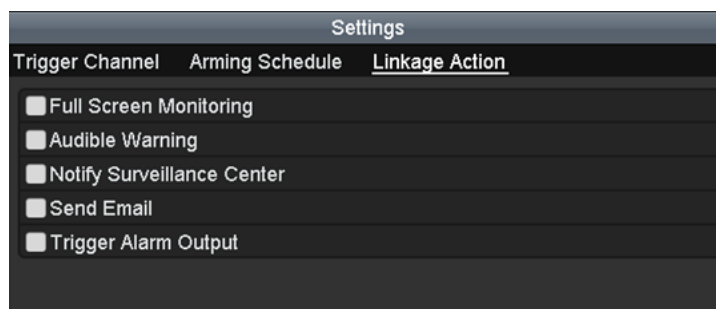 Settings
Trigger Channel Arming Schedule Linkage Action
Full Screen Monitoring
Audible Warning
Notify Surveillance Center
Send Email
Trigger Alarm Output